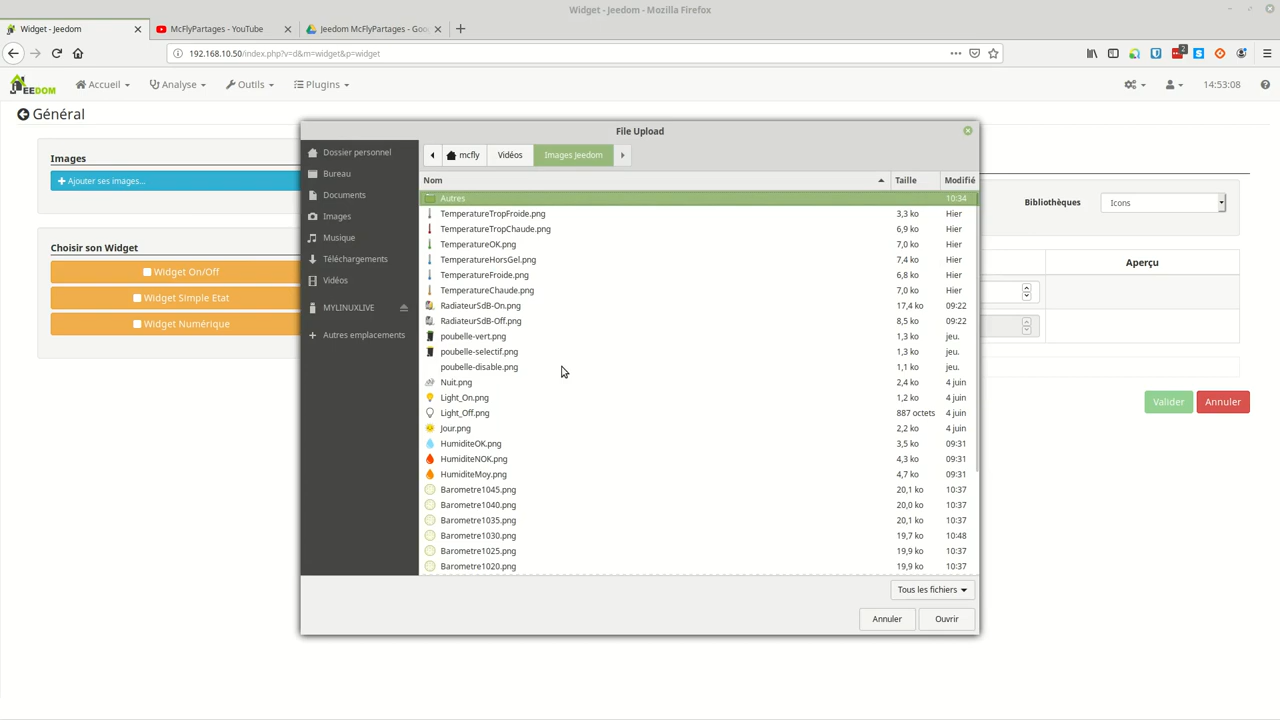 Widget - Jeedom - Mozilla Firefox
Widget - Jeedom
McFlyPartages - YouTube
Jeedom McFlyPartages - Goo
192.168.10.50/index.php?v=d&m=widget&p=widget
2
JEEDOM
Accueil
Analyse
Outils
Plugins
14:53:08
Général
Images
Ajouter ses images...
Choisir son Widget
Widget On/Off
Widget Simple Etat
Widget Numérique
File Upload
Dossier personnel
Bureau
Documents
Images
Musique
Téléchargements
Vidéos
MYLINUXLIVE
Autres emplacements
mcfly Vidéos Images Jeedom
Nom Taille Modifié
Autres 10:34
TemperatureTropFroide.png 3,3 ko Hier
TemperatureTropChaude.png 6,9 ko Hier
TemperatureOK.png 7,0 ko Hier
TemperatureHorsGel.png 7,4 ko Hier
TemperatureFroide.png 6,8 ko Hier
TemperatureChaude.png 7,0 ko Hier
RadiateurSdB-On.png 17,4 ko 09:22
RadiateurSdB-Off.png 8,5 ko 09:22
poubelle-vert.png 1,3 ko jeu.
poubelle-selectif.png 1,3 ko jeu.
poubelle-disable.png 1,1 ko jeu.
Nuit.png 2,4 ko 4 juin
Light_On.png 1,2 ko 4 juin
Light_Off.png 887 octets 4 juin
Jour.png 2,2 ko 4 juin
HumiditeOK.png 3,5 ko 09:31
HumiditeNOK.png 4,3 ko 09:31
HumiditeMoy.png 4,7 ko 09:31
Barometre1045.png 20,1 ko 10:37
Barometre1040.png 20,0 ko 10:37
Barometre1035.png 20,1 ko 10:37
Barometre1030.png 19,7 ko 10:48
Barometre1025.png 19,9 ko 10:37
Barometre1020.png 19,9 ko 10:37
Tous les fichiers
Annuler
Ouvrir
Bibliothèques
Icons
Aperçu
Valider
Annuler